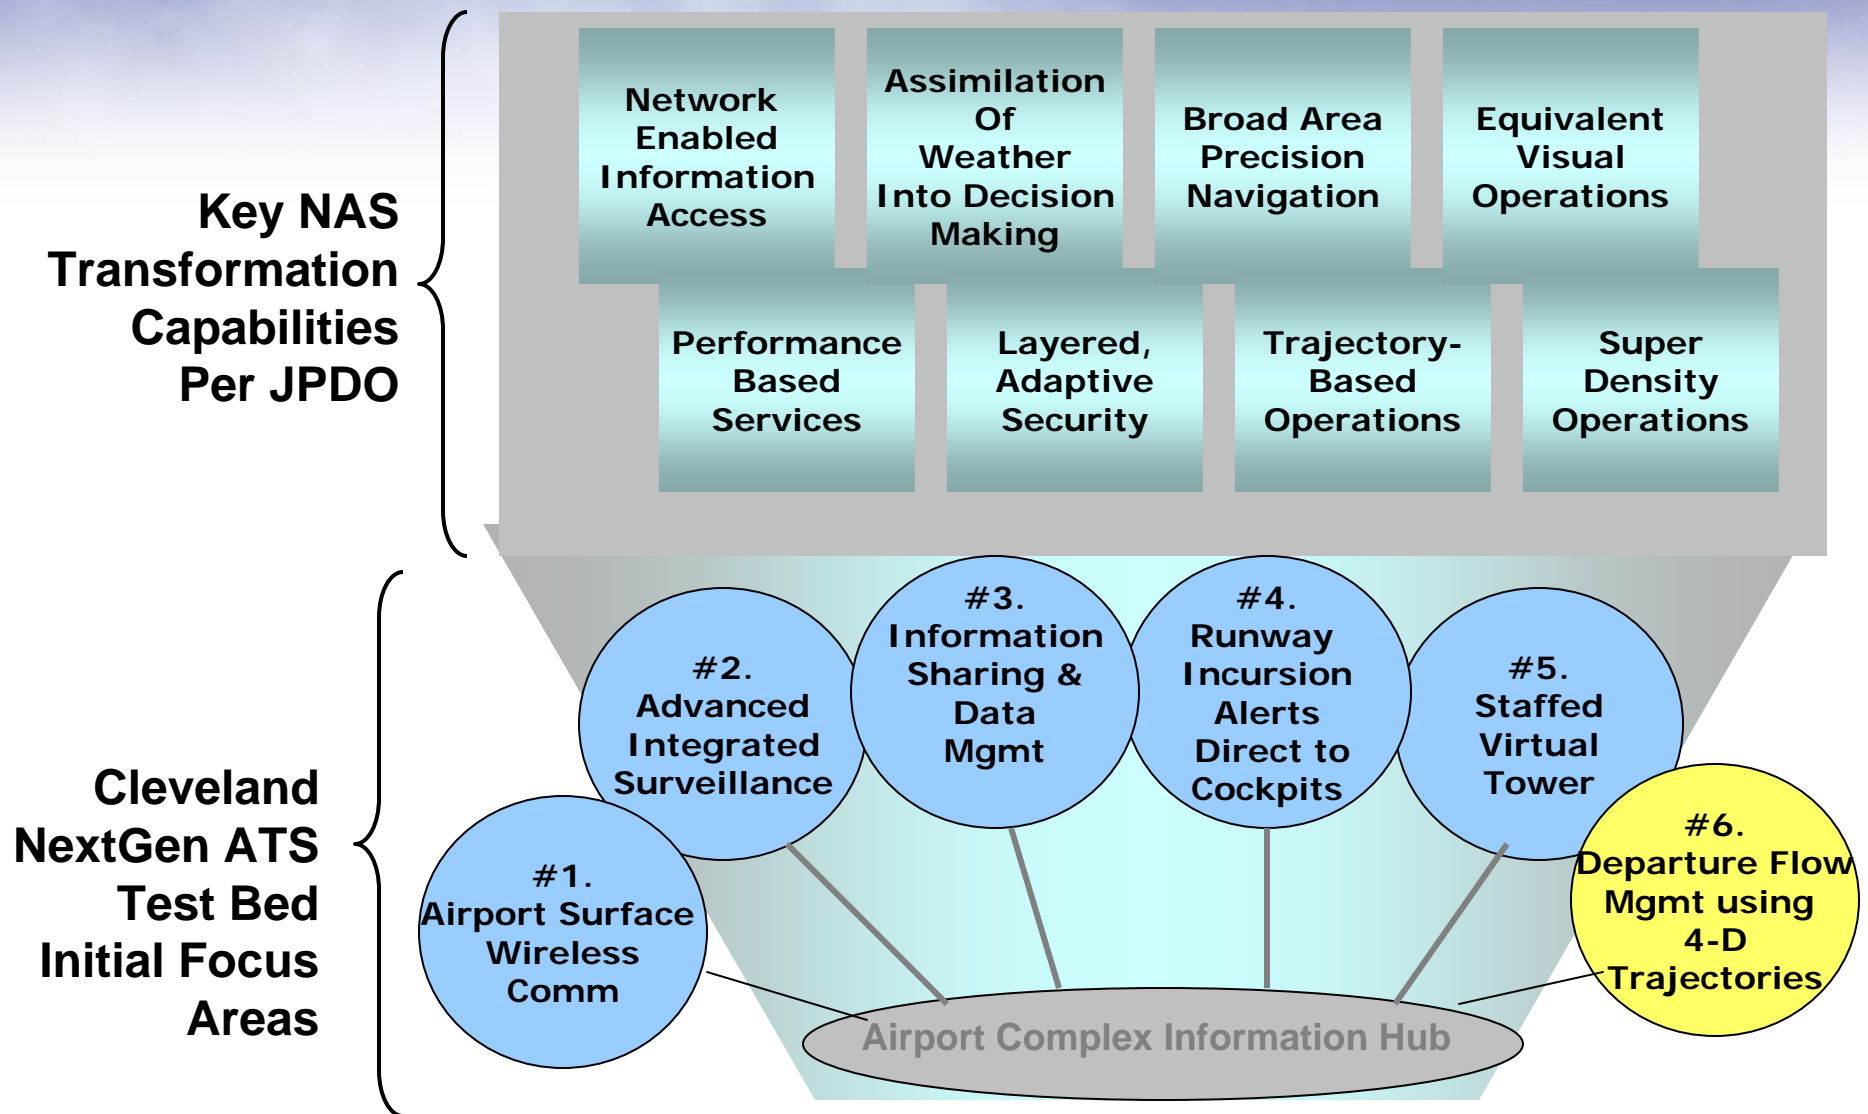 Key NAS
Transformation
Capabilities
Per JPDO
Network
Enabled
Information
Access
Assimilation
Of
Weather
Into Decision
Making
Broad Area
Precision
Navigation
Equivalent
Visual
Operations
Performance
Based
Services
Layered,
Adaptive
Security
Trajectory-
Based
Operations
Super
Density
Operations
Cleveland
NextGen ATS
Test Bed
Initial Focus
Areas
#1.
Airport Surface
Wireless
Comm
#2.
Advanced
Integrated
Surveillance
#3.
Information
Sharing &
Data
Mgmt
#4.
Runway
Incursion
Alerts
Direct to
Cockpits
#5.
Staffed
Virtual
Tower
#6.
Departure Flow
Mgmt using
4-D
Trajectories
Airport Complex Information Hub